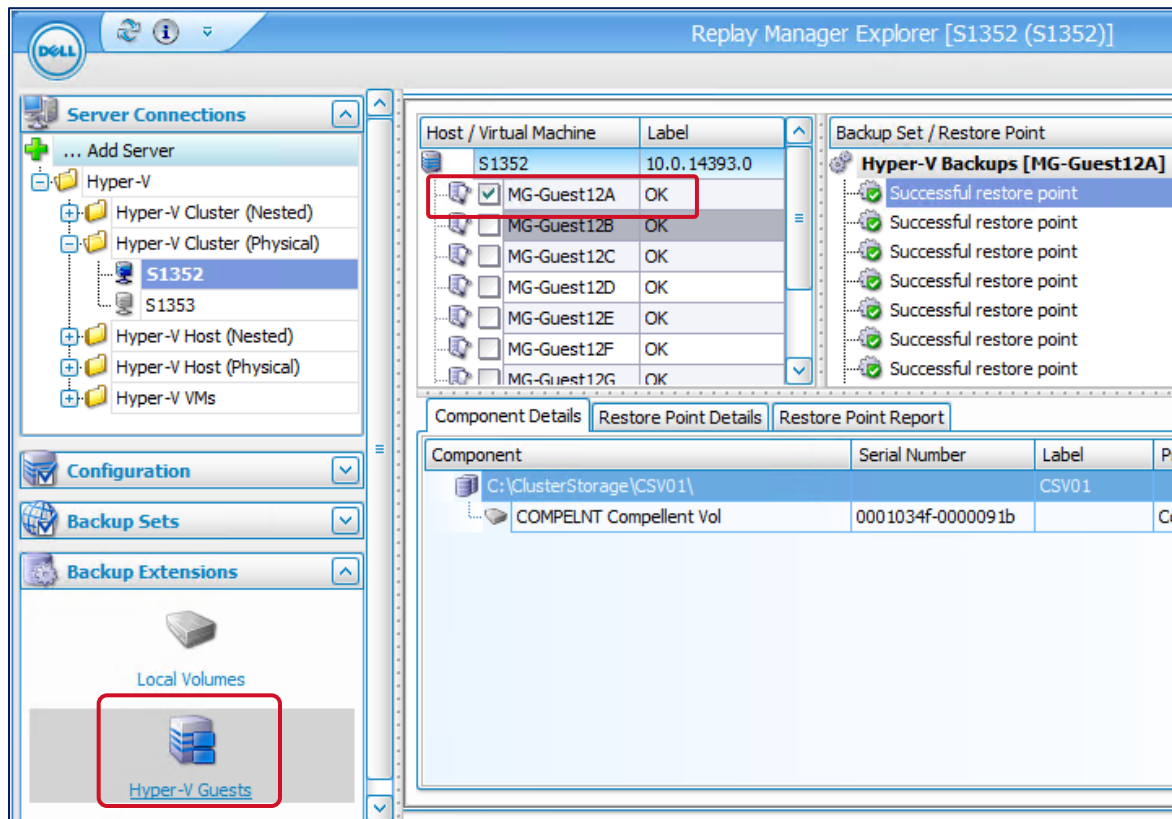 DELL
Replay Manager Explorer [S1352 (S1352)]
Server Connections
... Add Server
Hyper-V
Hyper-V Cluster (Nested)
Hyper-V Cluster (Physical)
S1352
S1353
Hyper-V Host (Nested)
Hyper-V Host (Physical)
Hyper-V VMs
Configuration
Backup Sets
Backup Extensions
Local Volumes
Hyper-V Guests
Host / Virtual Machine Label
S1352 10.0.14393.0
MG-Guest12A OK
MG-Guest12B OK
MG-Guest12C OK
MG-Guest12D OK
MG-Guest12E OK
MG-Guest12F OK
MG-Guest12G OK
Backup Set / Restore Point
Hyper-V Backups [MG-Guest12A]
Successful restore point
Successful restore point
Successful restore point
Successful restore point
Successful restore point
Successful restore point
Successful restore point
Component Details Restore Point Details Restore Point Report
Component Serial Number Label
C:\ClusterStorage\CSV01\ CSV01
COMPELNT Compellent Vol 0001034f-0000091b